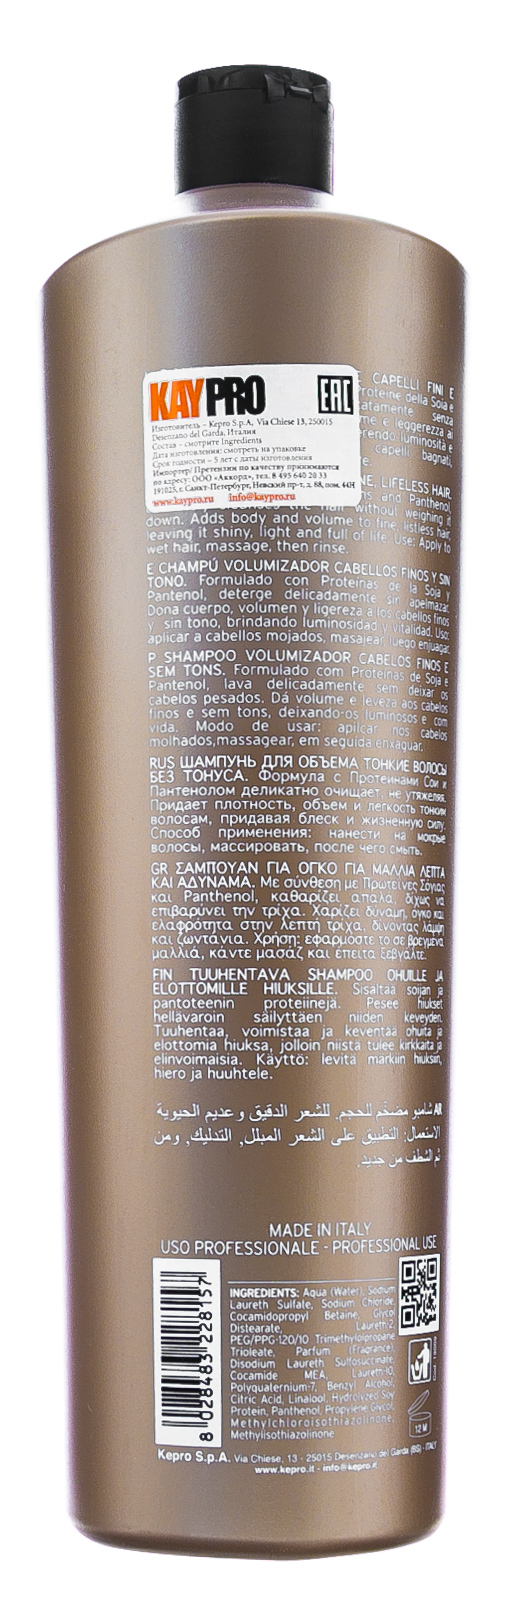 KAYPRO EAC
Изготовитель – Kepro S.p.A, Via Chiese 13, 250015
Desenzano del Garda, Италия
Состав – смотрите Ingredients
Дата изготовления: смотреть на упаковке
Срок годности – 5 лет с даты изготовления
Импортер/ Претензии по качеству принимаются
по адресу: ООО «Аккорд», тел. 8 495 640 20 33
191025, г. Санкт-Петербург, Невский пр-т, д. 88, пом. 44Н
www.kaypro.ru info@kaypro.ru
CAPELLI FINI E
Proteine della Soia e
senza
e leggerezza ai
luminosità e
capelli bagnati,
LIFELESS HAIR.
and Panthenol,
the hair without weighing it
down. Adds body and volume to fine, listless hair,
leaving it shiny, light and full of life. Use: Apply to
wet hair, massage, then rinse.
E CHAMPÚ VOLUMIZADOR CABELLOS FINOS Y SIN
TONO. Formulado con Proteinas de la Soja y
Pantenol, deterge delicadamente sin apelmazar.
Dona cuerpo, volumen y ligereza a los cabellos finos
y sin tono, brindando luminosidad y vitalidad. Uso:
aplicar a cabellos mojados, masajear luego enjuagar.
P SHAMPOO VOLUMIZADOR CABELOS FINOS E
SEM TONS. Formulado com Proteinas de Soja e
Pantenol, lava delicadamente sem deixar os
cabelos pesados. Dá volume e leveza aos cabelos
finos e sem tons, deixando-os luminosos e com
vida. Modo de usar: aplicar nos cabelos
molhados,massagear, em seguida enxaguar.
RUS ШАМПУНЬ ДЛЯ ОБЪЕМА ТОНКИЕ ВОЛОСЫ
БЕЗ ТОНУСА. Формула с Протеинами Сои и
Пантенолом деликатно очищает, не утяжеляя.
Придает плотность, объем и легкость тонким
волосам, придавая блеск и жизненную силу.
Способ применения: нанести на мокрые
волосы, массировать, после чего смыть.
GR ΣΑΜΠΟΥΑΝ ΓΙΑ ΟΓΚΟ ΓΙΑ ΜΑΛΛΙΑ ΛΕΠΤΑ
ΚΑΙ ΑΔΥΝΑΜΑ. Με σύνθεση με Πρωτεϊνες Σόγιας
και Panthenol, καθαρίζει απαλά, δίχως να
επιβαρύνει την τρίχα. Χαρίζει δύναμη, όγκο και
ελαφρότητα στην λεπτή τρίχα, δίνοντας λάμψη
και ζωντάνια. Χρήση: εφαρμόστε το σε βρεγμένα
μαλλιά, κάντε μασάζ και έπειτα ξεβγάλτε.
FIN TUUHENTAVA SHAMPOO OHUILLE JA
ELOTTOMILLE HIUKSILLE. Sisältää soijan ja
pantoteenin proteiinejä. Pesee hiukset
hellävaroin säilyttäen niiden keveyden.
Tuuhentaa, voimistaa ja keventää ohuita ja
elottomia hiuksa, jolloin niistä tulee kirkkaita ja
elinvoimaisia. Käyttö: levitä märkiin hiuksiin,
hiero ja huuhtele.
AR شامبو مضخّم للحجم. للشعر الدقيق وعديم الحيوية
الاستعمال: التطبيق على الشعر المبلل، التدليك، ومن
ثم الشطف من جديد.
MADE IN ITALY
USO PROFESSIONALE - PROFESSIONAL USE
8 028483 228157
INGREDIENTS: Aqua (Water), Sodium
Laureth Sulfate, Sodium Chloride,
Cocamidopropyl Betaine, Glycol
Distearate, Laureth-2,
PEG/PPG-120/10 Trimethylolpropane
Trioleate, Parfum (Fragrance),
Disodium Laureth Sulfosuccinate,
Cocamide MEA, Laureth-10,
Polyquaternium-7, Benzyl Alcohol,
Citric Acid, Linalool, Hydrolyzed Soy
Protein, Panthenol, Propylene Glycol,
Methylchloroisothiazolinone,
Methylisothiazolinone
12 M
Kepro S.p.A. Via Chiese, 13 - 25015 Desenzano del Garda (BS) - ITALY
www.kepro.it - info@kepro.it